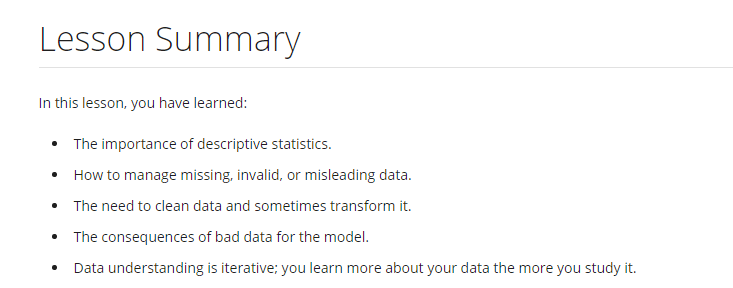 Lesson Summary
In this lesson, you have learned:
• The importance of descriptive statistics.
• How to manage missing, invalid, or misleading data.
• The need to clean data and sometimes transform it.
• The consequences of bad data for the model.
• Data understanding is iterative; you learn more about your data the more you study it.